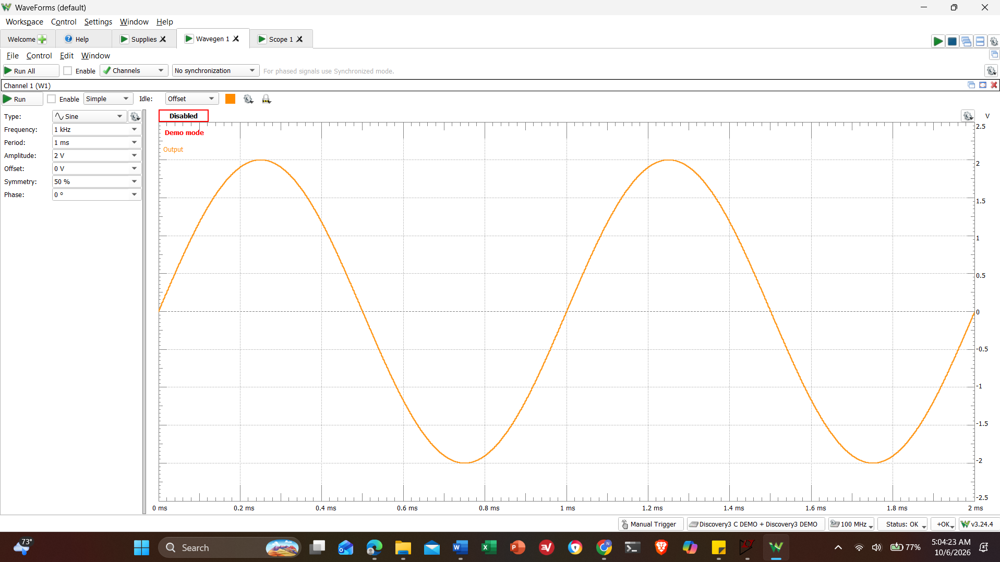 WaveForms (default)
Workspace Control Settings Window Help
Welcome Help Supplies Wavegen 1 Scope 1
File Control Edit Window
Run All Enable Channels No synchronization For phased signals use Synchronized mode.
Channel 1 (W1)
Run Enable Simple Idle: Offset
Type: Sine
Frequency: 1 kHz
Period: 1 ms
Amplitude: 2 V
Offset: 0 V
Symmetry: 50 %
Phase: 0 º
Disabled
V
Demo mode
Output
2.5
2
1.5
1
0.5
0
-0.5
-1
-1.5
-2
-2.5
0 ms 0.2 ms 0.4 ms 0.6 ms 0.8 ms 1 ms 1.2 ms 1.4 ms 1.6 ms 1.8 ms 2 ms
Manual Trigger Discovery3 C DEMO + Discovery3 DEMO 100 MHz Status: OK +OK v3.24.4
73° Search 77% 5:04:23 AM
10/6/2026